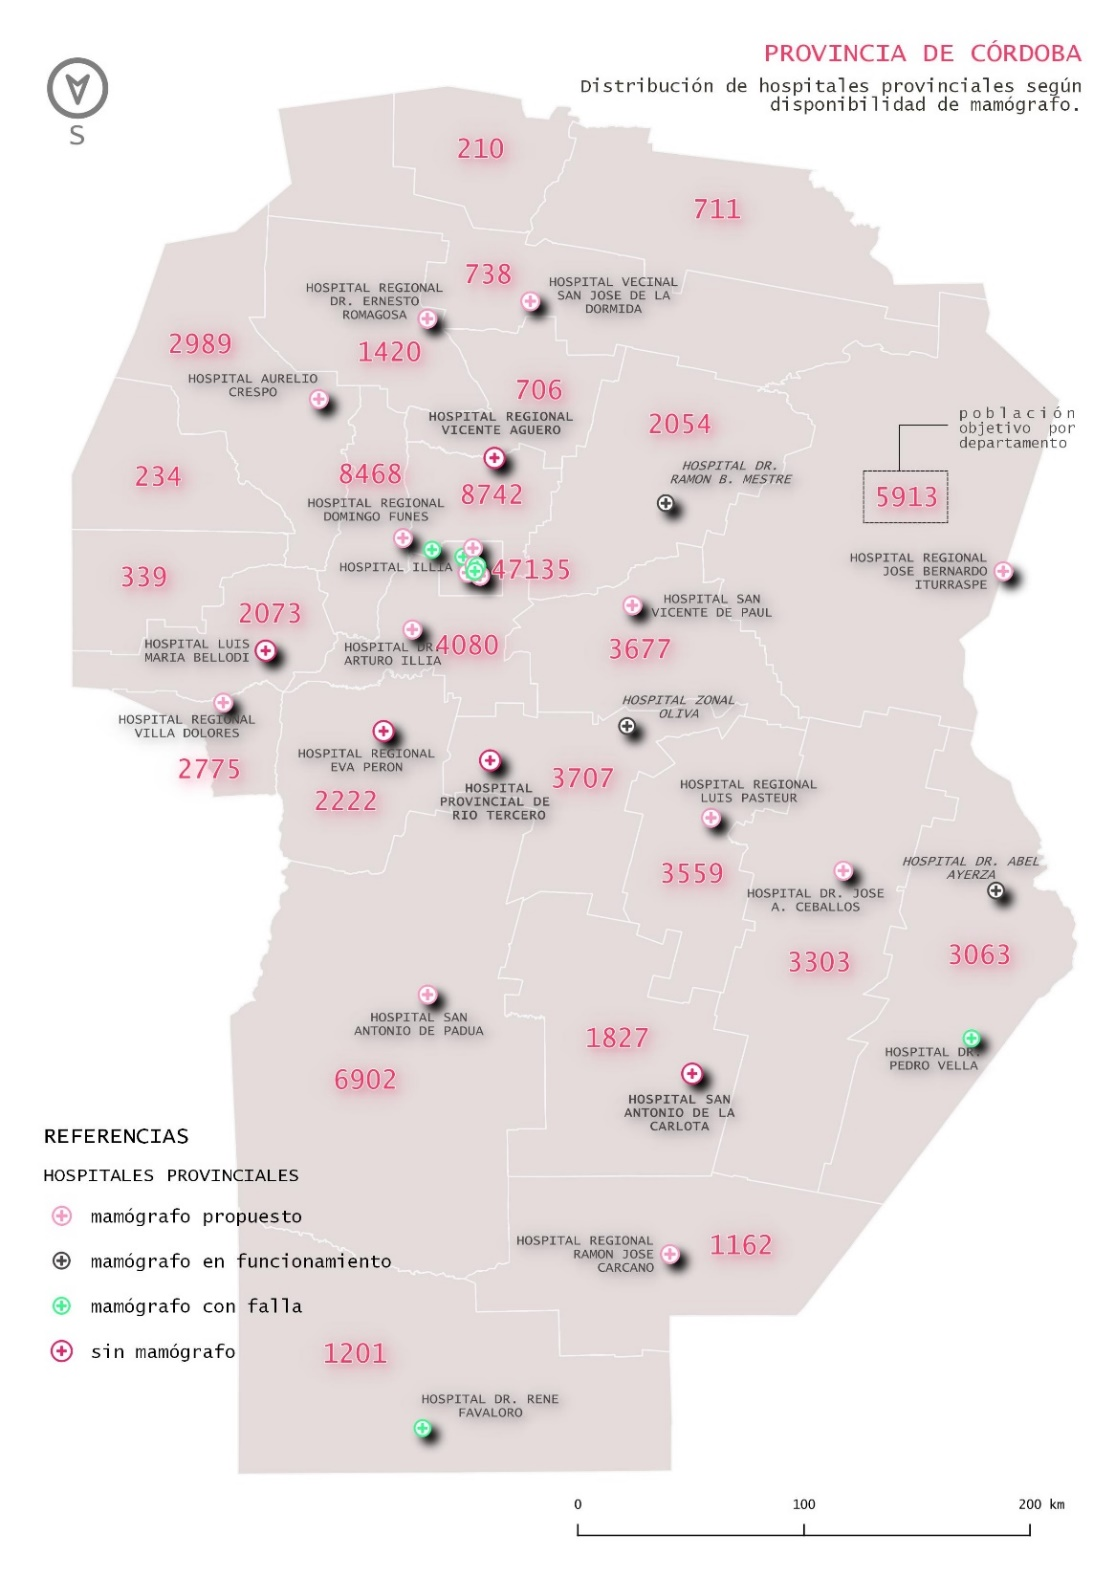 PROVINCIA DE CÓRDOBA
Distribución de hospitales provinciales según
disponibilidad de mamógrafo.
S
210
711
738
HOSPITAL REGIONAL
DR. ERNESTO
ROMAGOSA
HOSPITAL VECINAL
SAN JOSE DE LA
DORMIDA
2989
1420
HOSPITAL AURELIO
CRESPO
706
HOSPITAL REGIONAL
VICENTE AGUERO
2054
población
objetivo por
departamento
5913
234
8468
HOSPITAL DR.
RAMON B. MESTRE
8742
HOSPITAL REGIONAL
DOMINGO FUNES
HOSPITAL ILLIA
47135
HOSPITAL REGIONAL
JOSE BERNARDO
ITURRASPE
339
2073
HOSPITAL SAN
VICENTE DE PAUL
HOSPITAL LUIS
MARIA BELLODI
HOSPITAL DR.
ARTURO ILLIA
4080
3677
HOSPITAL REGIONAL
VILLA DOLORES
HOSPITAL ZONAL
OLIVA
HOSPITAL REGIONAL
EVA PERON
2775
2222
HOSPITAL
PROVINCIAL DE
RIO TERCERO
3707
HOSPITAL REGIONAL
LUIS PASTEUR
3559
HOSPITAL DR. JOSE
A. CEBALLOS
HOSPITAL DR. ABEL
AYERZA
3303
3063
HOSPITAL SAN
ANTONIO DE PADUA
1827
HOSPITAL DR.
PEDRO VELLA
6902
HOSPITAL SAN
ANTONIO DE LA
CARLOTA
REFERENCIAS
HOSPITALES PROVINCIALES
mamógrafo propuesto
mamógrafo en funcionamiento
mamógrafo con falla
sin mamógrafo
HOSPITAL REGIONAL
RAMON JOSE
CARCANO
1162
1201
HOSPITAL DR. RENE
FAVALORO
0 100 200 km